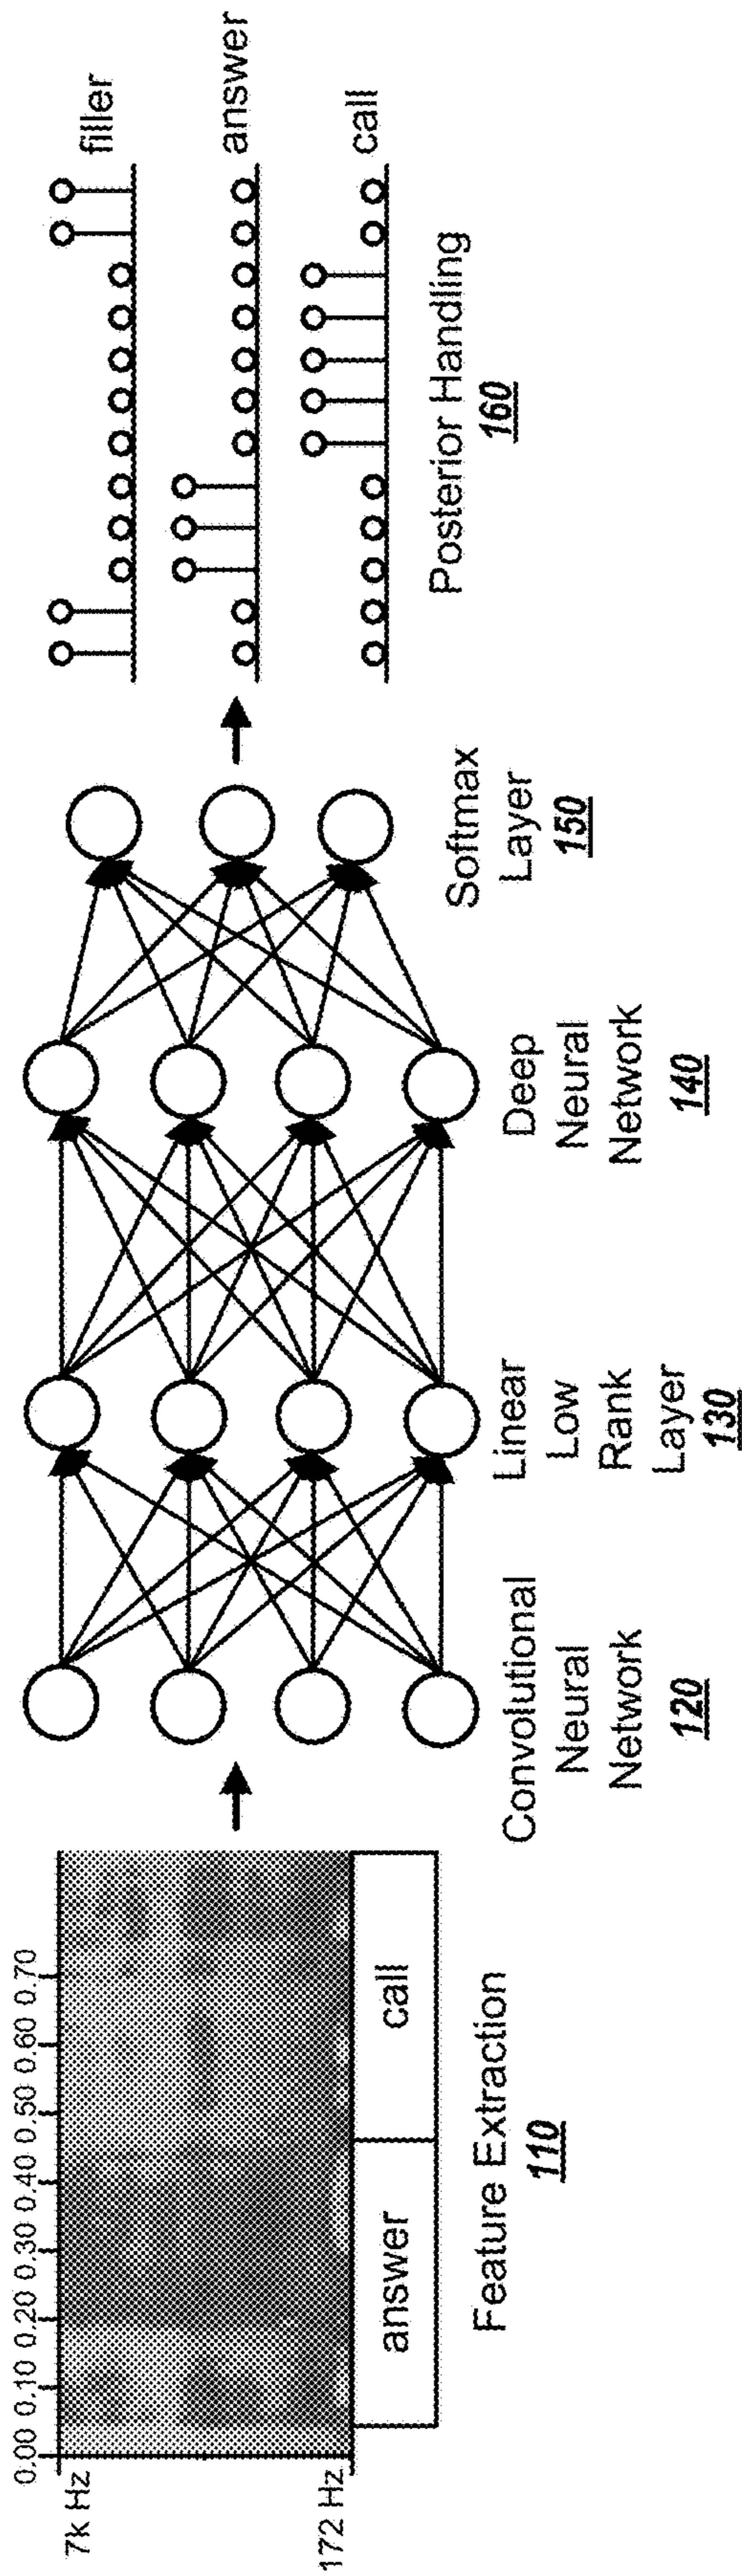 0.00 0.10 0.20 0.30 0.40 0.50 0.60 0.70
7k Hz
172 Hz
answer
call
Feature Extraction
110
Convolutional
Neural
Network
120
Linear
Low
Rank
Layer
130
Deep
Neural
Network
140
Softmax
Layer
150
filler
answer
call
Posterior Handling
160